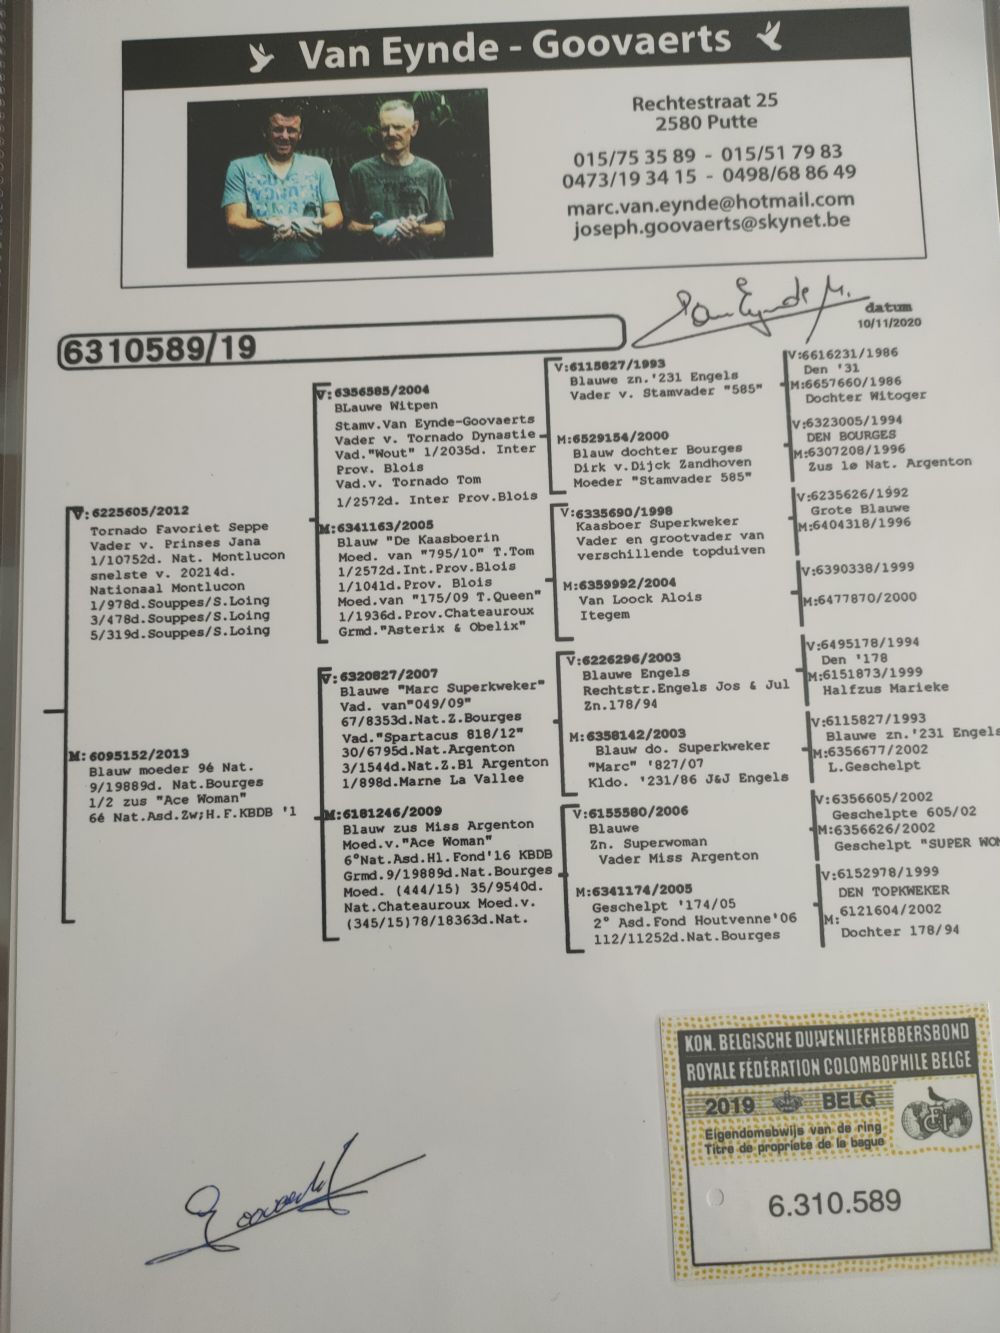 Van Eynde - Goovaerts
Rechtestraat 25
2580 Putte
015/75 35 89 - 015/51 79 83
0473/19 34 15 - 0498/68 86 49
marc.van.eynde@hotmail.com
joseph.goovaerts@skynet.be
Van Eynde M.
datum
10/11/2020
6310589/19
V:6225605/2012
Tornado Favoriet Seppe
Vader v. Prinses Jana
1/10752d. Nat. Montlucon
snelste v. 20214d.
Nationaal Montlucon
1/978d.Souppes/S.Loing
3/478d.Souppes/S.Loing
5/319d.Souppes/S.Loing
M:6095152/2013
Blauw moeder 9é Nat.
9/19889d. Nat.Bourges
1/2 zus "Ace Woman"
6é Nat.Asd.Zw;H.F.KBDB '1
V:6356585/2004
BLauwe Witpen
Stamv.Van Eynde-Goovaerts
Vader v. Tornado Dynastie
Vad."Wout" 1/2035d. Inter
Prov. Blois
Vad.v. Tornado Tom
1/2572d. Inter Prov.Blois
M:6341163/2005
Blauw "De Kaasboerin
Moed. van "795/10" T.Tom
1/2572d.Int.Prov.Blois
1/1041d.Prov. Blois
Moed.van "175/09 T.Queen"
1/1936d.Prov.Chateauroux
Grmd."Asterix & Obelix"
V:6320827/2007
Blauwe "Marc Superkweker"
Vad. van"049/09"
67/8353d.Nat.Z.Bourges
Vad."Spartacus 818/12"
30/6795d.Nat.Argenton
3/1544d.Nat.Z.B1 Argenton
1/898d.Marne La Vallee
M:6181246/2009
Blauw zus Miss Argenton
Moed.v."Ace Woman"
6°Nat.Asd.Hl.Fond'16 KBDB
Grmd.9/19889d.Nat.Bourges
Moed. (444/15) 35/9540d.
Nat.Chateauroux Moed.v.
(345/15)78/18363d.Nat.
V:6115827/1993
Blauwe zn.'231 Engels
Vader v. Stamvader "585"
M:6529154/2000
Blauw dochter Bourges
Dirk v.Dijck Zandhoven
Moeder "Stamvader 585"
V:6335690/1998
Kaasboer Superkweker
Vader en grootvader van
verschillende topduiven
M:6359992/2004
Van Loock Alois
Itegem
V:6226296/2003
Blauwe Engels
Rechtstr.Engels Jos & Jul
Zn.178/94
M:6358142/2003
Blauw do. Superkweker
"Marc" '827/07
Kldo. '231/86 J&J Engels
V:6155580/2006
Blauwe
Zn. Superwoman
Vader Miss Argenton
M:6341174/2005
Geschelpt '174/05
2° Asd.Fond Houtvenne'06
112/11252d.Nat.Bourges
V:6616231/1986
Den '31
M:6657660/1986
Dochter Witoger
V:6323005/1994
DEN BOURGES
M:6307208/1996
Zus 1ø Nat. Argenton
V:6235626/1992
Grote Blauwe
M:6404318/1996
V:6390338/1999
M:6477870/2000
V:6495178/1994
Den '178
M:6151873/1999
Halfzus Marieke
V:6115827/1993
Blauwe zn.'231 Engels
M:6356677/2002
L.Geschelpt
V:6356605/2002
Geschelpte 605/02
M:6356626/2002
Geschelpt "SUPER WOM
V:6152978/1999
DEN TOPKWEKER
M:6121604/2002
Dochter 178/94
KON. BELGISCHE DUIVENLIEFHEBBERSBOND
ROYALE FÉDÉRATION COLOMBOPHILE BELGE
2019 BELG
Eigendomsbwijs van de ring
Titre de propriete de la bague
6.310.589